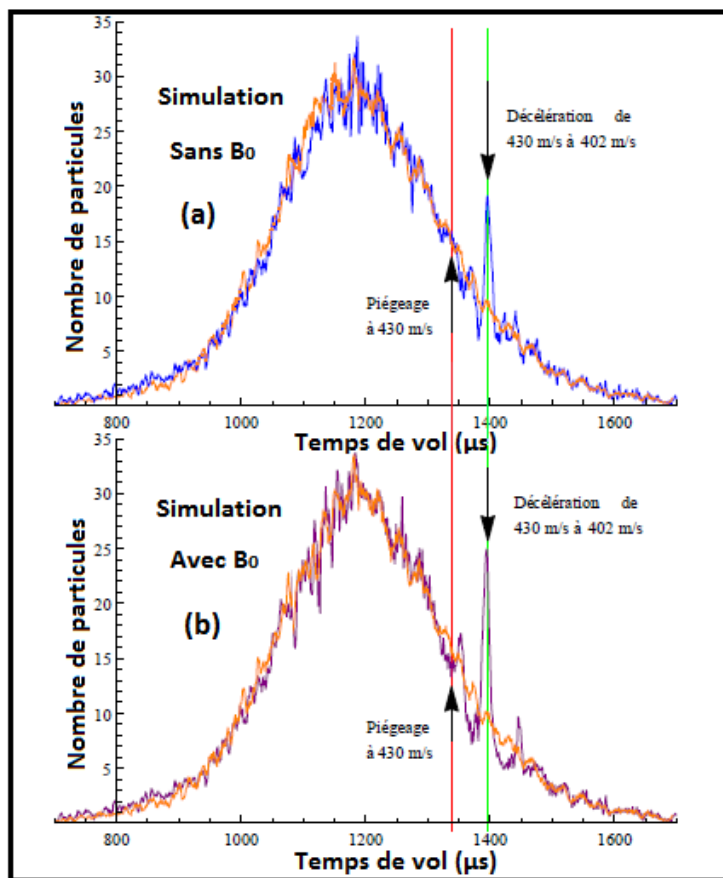 35
30
25
20
15
10
5
Nombre de particules
Simulation
Sans B0
(a)
Décélération de
430 m/s à 402 m/s
Piégeage
à 430 m/s
800
1000
1200
1400
1600
Temps de vol (µs)
30
25
20
15
10
5
Nombre de particules
Simulation
Avec B0
(b)
Décélération de
430 m/s à 402 m/s
Piégeage
à 430 m/s
800
1000
1200
1400
1600
Temps de vol (µs)